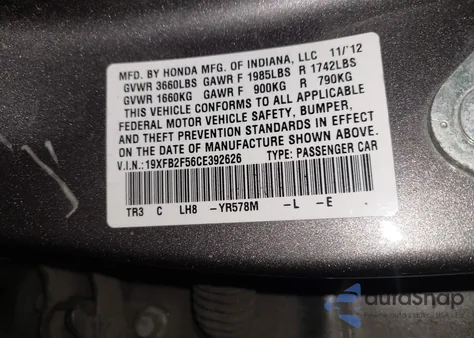 MFD. BY HONDA MFG. OF INDIANA, LLC 11/'12
GVWR 3660LBS GAWR F 1985LBS R 1742LBS
GVWR 1660KG GAWR F 900KG R 790KG
THIS VEHICLE CONFORMS TO ALL APPLICABLE
FEDERAL MOTOR VEHICLE SAFETY, BUMPER,
AND THEFT PREVENTION STANDARDS IN EFFECT
ON THE DATE OF MANUFACTURE SHOWN ABOVE.
V.I.N.:19XFB2F56CE392626 TYPE: PASSENGER CAR
TR3 C LH8 -YR578M -L -E .
autoSnap